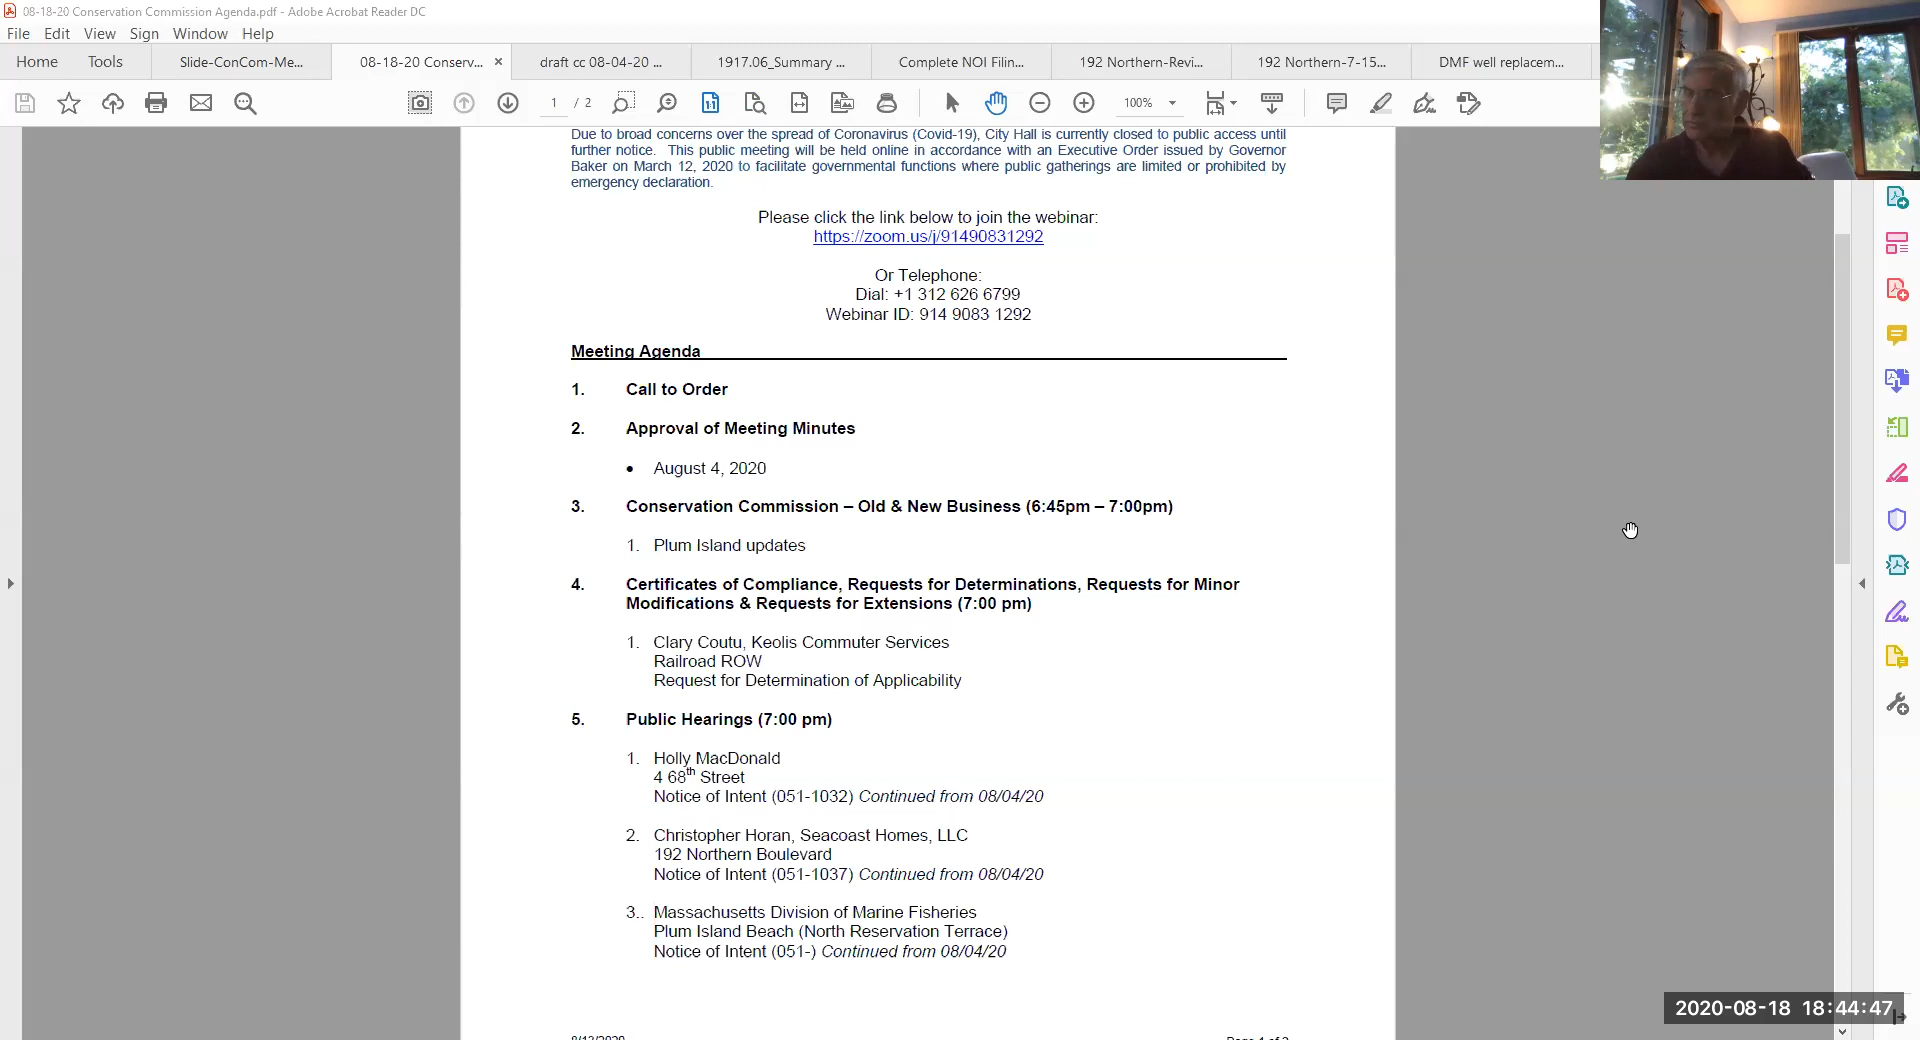 08-18-20 Conservation Commission Agenda.pdf - Adobe Acrobat Reader DC
File Edit View Sign Window Help
Home Tools Slide-ConCom-Me... 08-18-20 Conserv... × draft cc 08-04-20 ... 1917.06_Summary ... Complete NOI Filin... 192 Northern-Revi... 192 Northern-7-15... DMF well replacem...
1 / 2 100%
Due to broad concerns over the spread of Coronavirus (Covid-19), City Hall is currently closed to public access until
further notice. This public meeting will be held online in accordance with an Executive Order issued by Governor
Baker on March 12, 2020 to facilitate governmental functions where public gatherings are limited or prohibited by
emergency declaration.
Please click the link below to join the webinar:
https://zoom.us/j/91490831292
Or Telephone:
Dial: +1 312 626 6799
Webinar ID: 914 9083 1292
Meeting Agenda
1. Call to Order
2. Approval of Meeting Minutes
• August 4, 2020
3. Conservation Commission – Old & New Business (6:45pm – 7:00pm)
1. Plum Island updates
4. Certificates of Compliance, Requests for Determinations, Requests for Minor
Modifications & Requests for Extensions (7:00 pm)
1. Clary Coutu, Keolis Commuter Services
Railroad ROW
Request for Determination of Applicability
5. Public Hearings (7:00 pm)
1. Holly MacDonald
4 68th Street
Notice of Intent (051-1032) Continued from 08/04/20
2. Christopher Horan, Seacoast Homes, LLC
192 Northern Boulevard
Notice of Intent (051-1037) Continued from 08/04/20
3.. Massachusetts Division of Marine Fisheries
Plum Island Beach (North Reservation Terrace)
Notice of Intent (051-) Continued from 08/04/20
2020-08-18 18:44:47